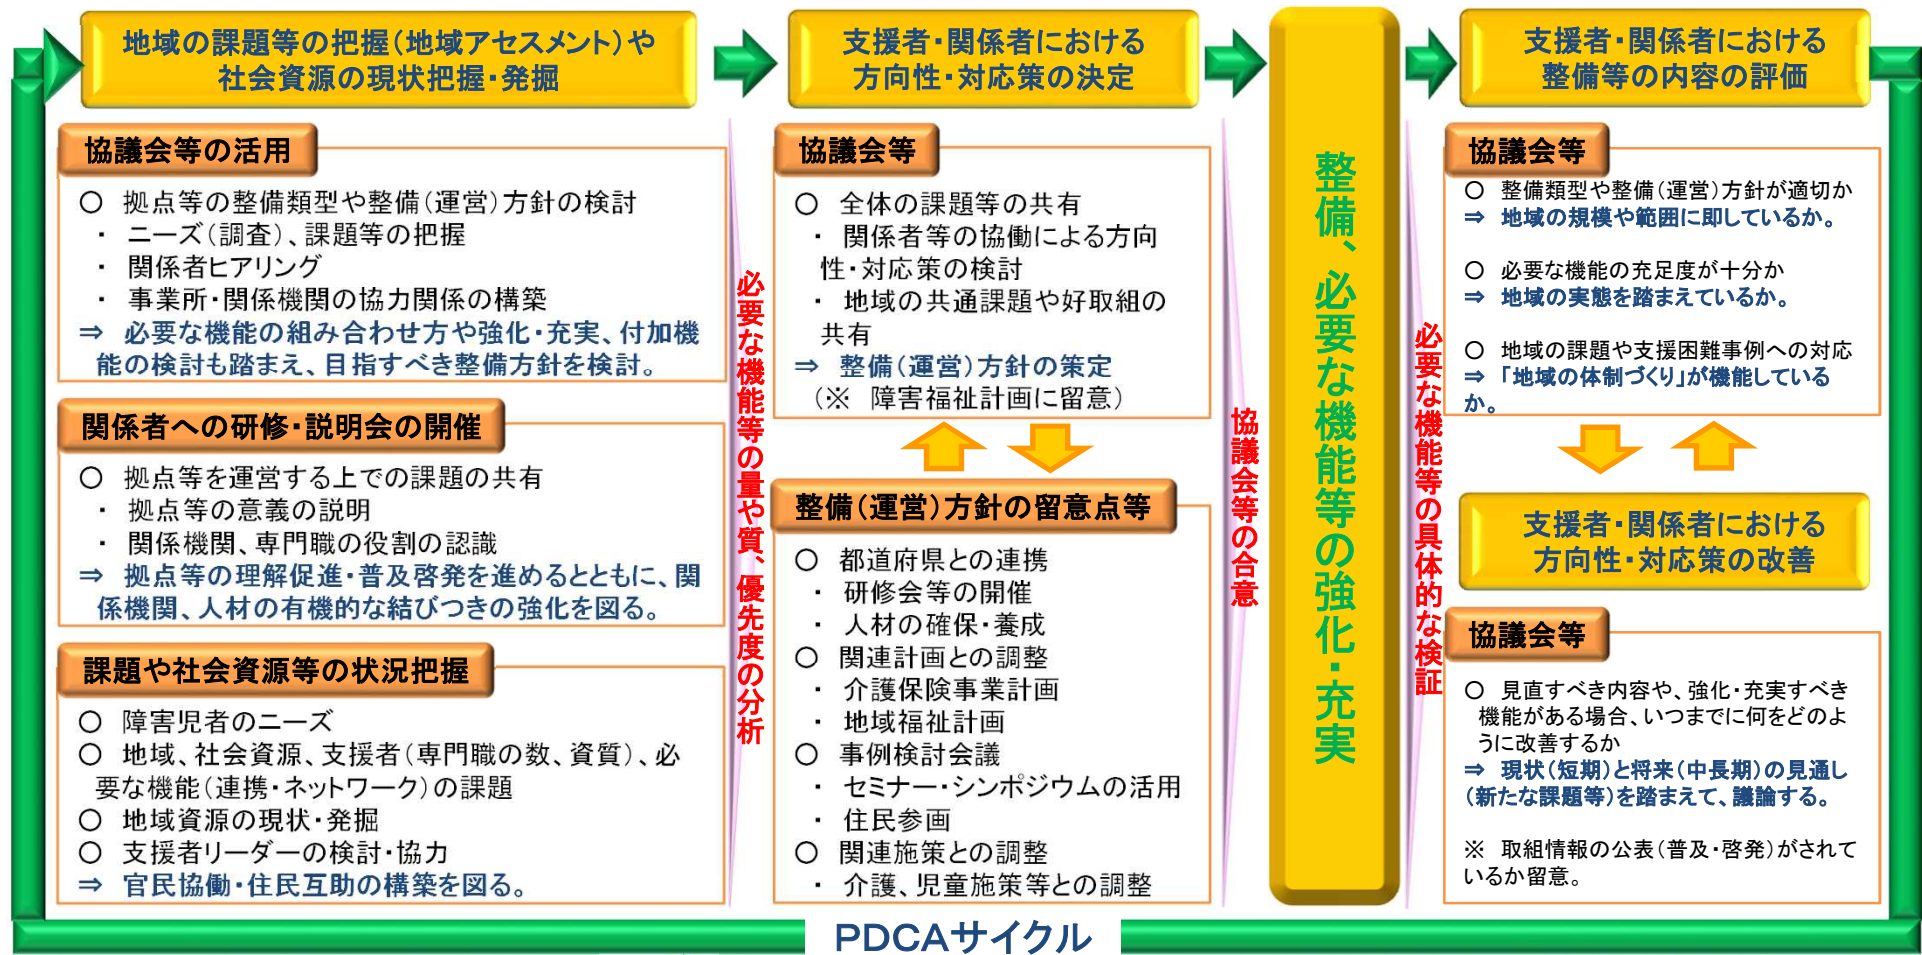 地域の課題等の把握(地域アセスメント)や
社会資源の現状把握・発掘
協議会等の活用
○ 拠点等の整備類型や整備(運営)方針の検討
・ ニーズ(調査)、課題等の把握
・ 関係者ヒアリング
・ 事業所・関係機関の協力関係の構築
⇒ 必要な機能の組み合わせ方や強化・充実、付加機
能の検討も踏まえ、目指すべき整備方針を検討。
関係者への研修・説明会の開催
○ 拠点等を運営する上での課題の共有
・ 拠点等の意義の説明
・ 関係機関、専門職の役割の認識
⇒ 拠点等の理解促進・普及啓発を進めるとともに、関
係機関、人材の有機的な結びつきの強化を図る。
課題や社会資源等の状況把握
○ 障害児者のニーズ
○ 地域、社会資源、支援者(専門職の数、資質)、必
要な機能(連携・ネットワーク)の課題
○ 地域資源の現状・発掘
○ 支援者リーダーの検討・協力
⇒ 官民協働・住民互助の構築を図る。
必要な機能等の量や質、優先度の分析
支援者・関係者における
方向性・対応策の決定
協議会等
○ 全体の課題等の共有
・ 関係者等の協働による方向
性・対応策の検討
・ 地域の共通課題や好取組の
共有
⇒ 整備(運営)方針の策定
(※ 障害福祉計画に留意)
整備(運営)方針の留意点等
○ 都道府県との連携
・ 研修会等の開催
・ 人材の確保・養成
○ 関連計画との調整
・ 介護保険事業計画
・ 地域福祉計画
○ 事例検討会議
・ セミナー・シンポジウムの活用
・ 住民参画
○ 関連施策との調整
・ 介護、児童施策等との調整
協議会等の合意
整備、必要な機能等の強化・充実
必要な機能等の具体的な検証
支援者・関係者における
整備等の内容の評価
協議会等
○ 整備類型や整備(運営)方針が適切か
⇒ 地域の規模や範囲に即しているか。
○ 必要な機能の充足度が十分か
⇒ 地域の実態を踏まえているか。
○ 地域の課題や支援困難事例への対応
⇒ 「地域の体制づくり」が機能している
か。
支援者・関係者における
方向性・対応策の改善
協議会等
○ 見直すべき内容や、強化・充実すべき
機能がある場合、いつまでに何をどのよ
うに改善するか
⇒ 現状(短期)と将来(中長期)の見通し
(新たな課題等)を踏まえて、議論する。
※ 取組情報の公表(普及・啓発)がされて
いるか留意。
PDCAサイクル